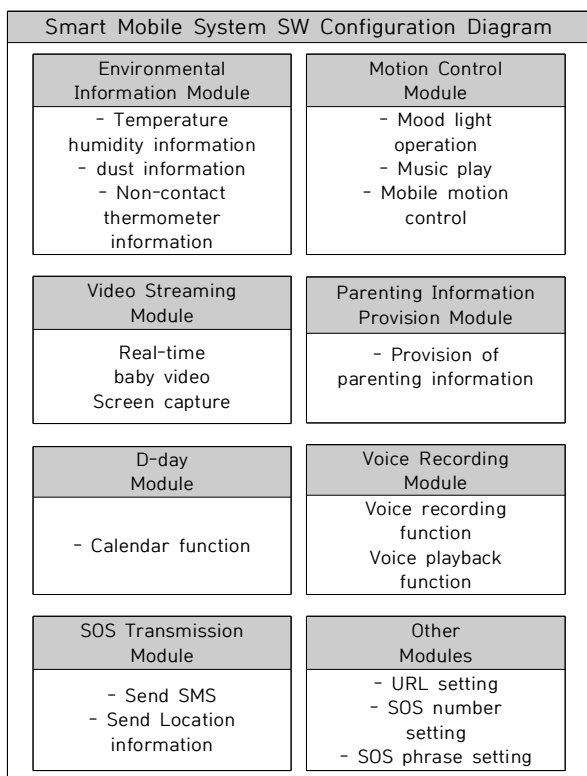 Smart Mobile System SW Configuration Diagram
Environmental
Information Module
- Temperature
humidity information
- dust information
- Non-contact
thermometer
information
Motion Control
Module
- Mood light
operation
- Music play
- Mobile motion
control
Video Streaming
Module
Real-time
baby video
Screen capture
Parenting Information
Provision Module
- Provision of
parenting information
D-day
Module
- Calendar function
Voice Recording
Module
Voice recording
function
Voice playback
function
SOS Transmission
Module
- Send SMS
- Send Location
information
Other
Modules
- URL setting
- SOS number
setting
- SOS phrase setting